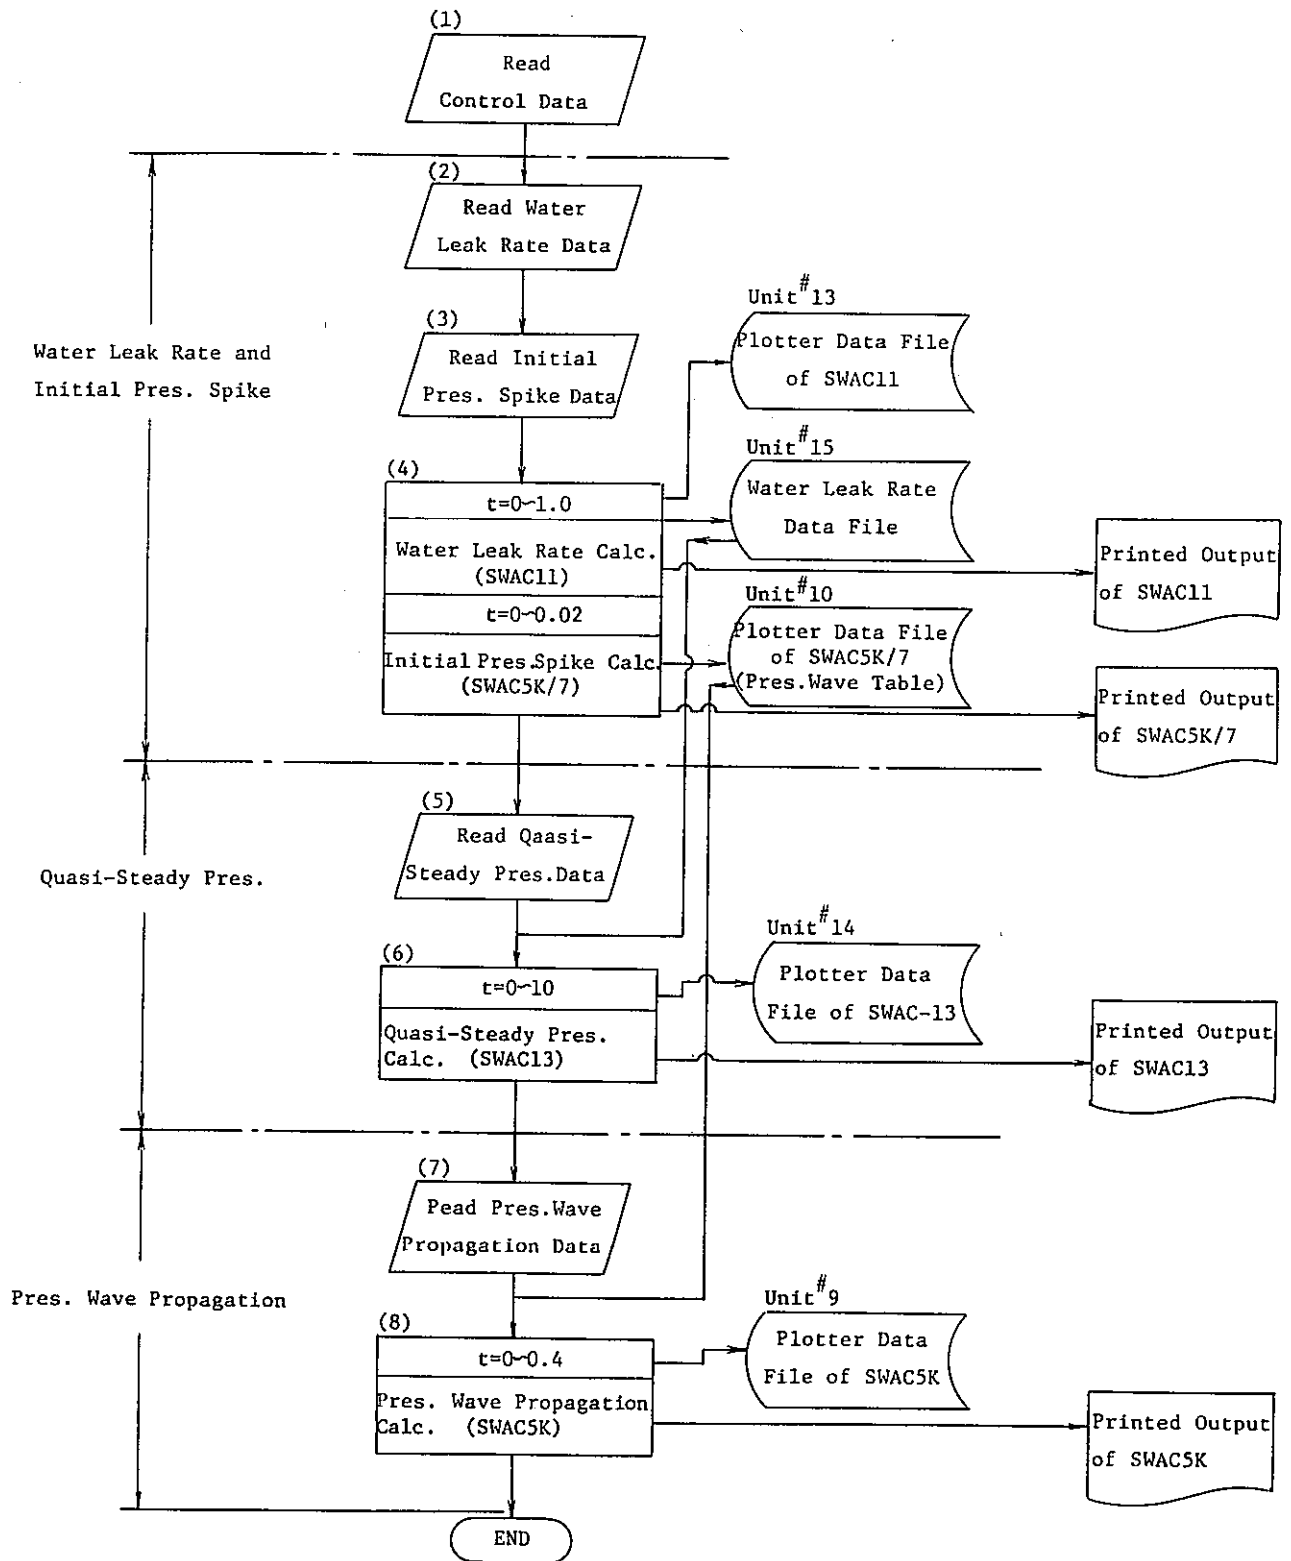 (1)
Read
Control Data
(2)
Read Water
Leak Rate Data
(3)
Read Initial
Pres. Spike Data
Water Leak Rate and
Initial Pres. Spike
Unit#13
Plotter Data File
of SWAC11
(4)
t=0~1.0
Water Leak Rate Calc.
(SWAC11)
t=0~0.02
Initial Pres.Spike Calc.
(SWAC5K/7)
Unit#15
Water Leak Rate
Data File
Printed Output
of SWAC11
Unit#10
Plotter Data File
of SWAC5K/7
(Pres.Wave Table)
Printed Output
of SWAC5K/7
(5)
Read Qaasi-
Steady Pres.Data
Quasi-Steady Pres.
(6)
t=0~10
Quasi-Steady Pres.
Calc. (SWAC13)
Unit#14
Plotter Data
File of SWAC-13
Printed Output
of SWAC13
(7)
Pead Pres.Wave
Propagation Data
Pres. Wave Propagation
(8)
t=0~0.4
Pres. Wave Propagation
Calc. (SWAC5K)
Unit#9
Plotter Data
File of SWAC5K
Printed Output
of SWAC5K
END